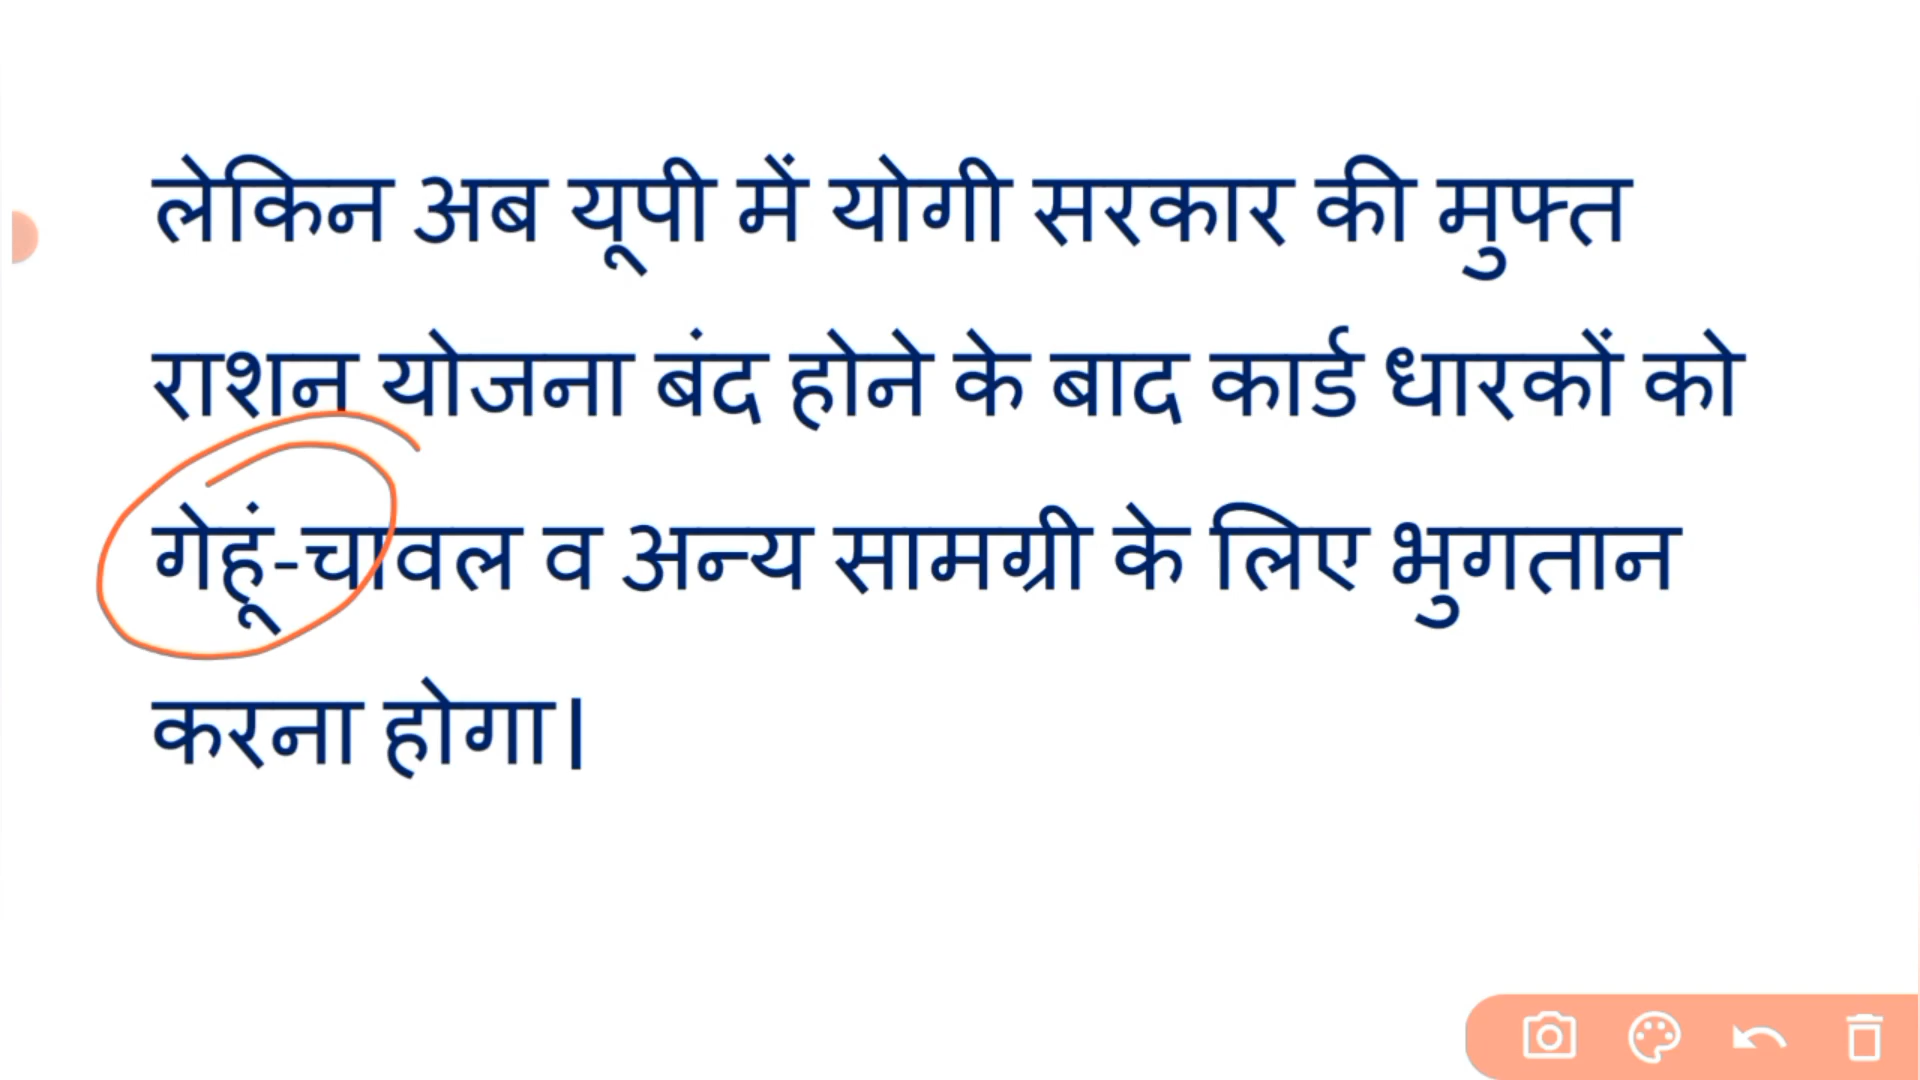 लेकिन अब यूपी में योगी सरकार की मुफ्त
राशन योजना बंद होने के बाद कार्ड धारकों को
गेहूं-चावल व अन्य सामग्री के लिए भुगतान
करना होगा।